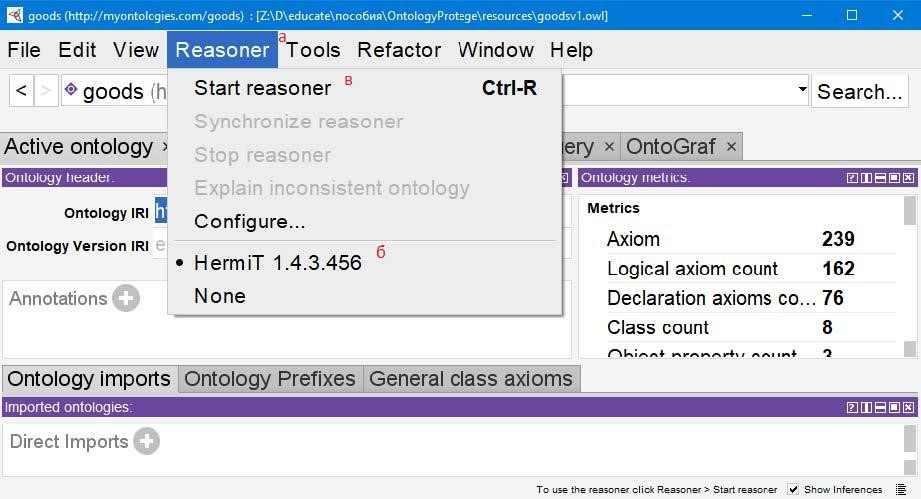 goods (http://myontologies.com/goods) : [Z:\D\educate\пособия\OntologyProtege\resources\goodsv1.owl]
File Edit View Reasoner а Tools Refactor Window Help
< > goods (h Search...
Start reasoner в Ctrl-R
Synchronize reasoner
Stop reasoner
Explain inconsistent ontology
Configure...
HermiT 1.4.3.456 б
None
Active ontology × ery × OntoGraf ×
Ontology header: Ontology metrics:
Ontology IRI h
Ontology Version IRI e
Annotations
Metrics
Axiom 239
Logical axiom count 162
Declaration axioms co... 76
Class count 8
Object property count 3
Ontology imports Ontology Prefixes General class axioms
Imported ontologies:
Direct Imports
To use the reasoner click Reasoner > Start reasoner Show Inferences